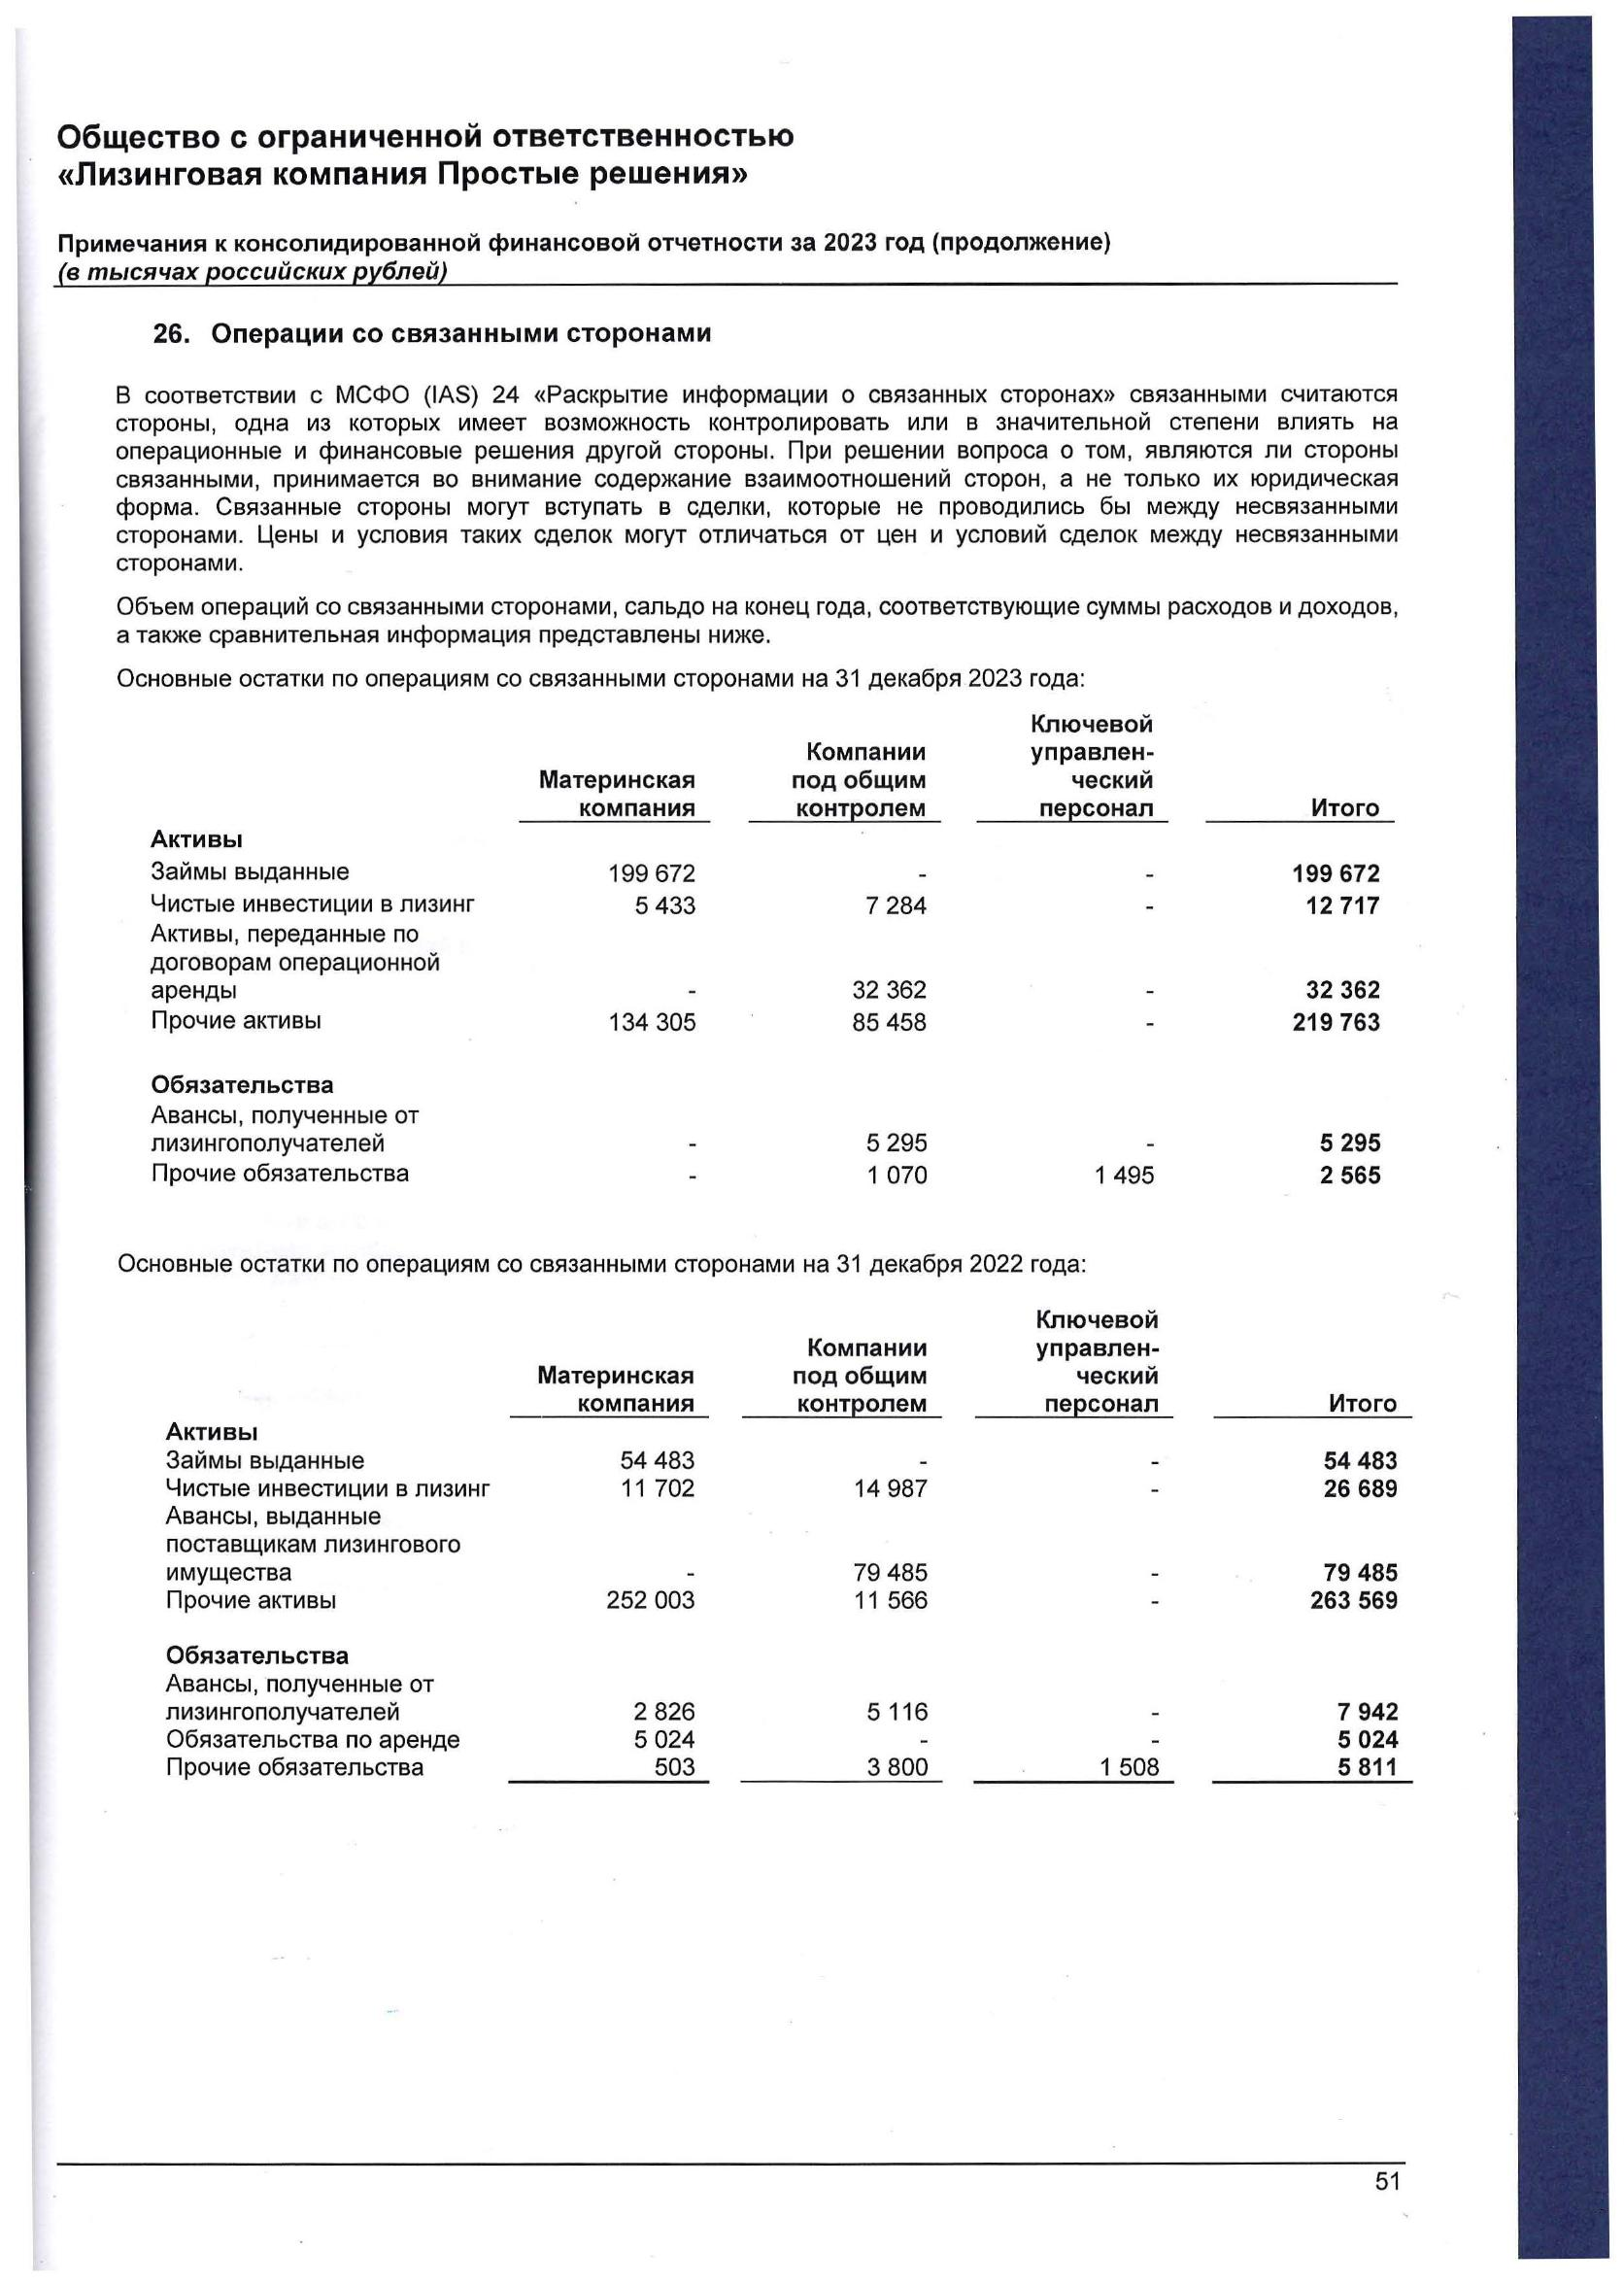 Общество с ограниченной ответственностью
«Лизинговая компания Простые решения»
Примечания к консолидированной финансовой отчетности за 2023 год (продолжение)
(в тысячах российских рублей)
26. Операции со связанными сторонами
В соответствии с МСФО (IAS) 24 «Раскрытие информации о связанных сторонах» связанными считаются
стороны, одна из которых имеет возможность контролировать или в значительной степени влиять на
операционные и финансовые решения другой стороны. При решении вопроса о том, являются ли стороны
связанными, принимается во внимание содержание взаимоотношений сторон, а не только их юридическая
форма. Связанные стороны могут вступать в сделки, которые не проводились бы между несвязанными
сторонами. Цены и условия таких сделок могут отличаться от цен и условий сделок между несвязанными
сторонами.
Объем операций со связанными сторонами, сальдо на конец года, соответствующие суммы расходов и доходов,
а также сравнительная информация представлены ниже.
Основные остатки по операциям со связанными сторонами на 31 декабря 2023 года:
Ключевой
Компании управлен-
Материнская под общим ческий
компания контролем персонал Итого
Активы
Займы выданные 199 672 - - 199 672
Чистые инвестиции в лизинг 5 433 7 284 - 12 717
Активы, переданные по
договорам операционной
аренды - 32 362 - 32 362
Прочие активы 134 305 85 458 - 219 763
Обязательства
Авансы, полученные от
лизингополучателей - 5 295 - 5 295
Прочие обязательства - 1 070 1 495 2 565
Основные остатки по операциям со связанными сторонами на 31 декабря 2022 года:
Ключевой
Компании управлен-
Материнская под общим ческий
компания контролем персонал Итого
Активы
Займы выданные 54 483 - - 54 483
Чистые инвестиции в лизинг 11 702 14 987 - 26 689
Авансы, выданные
поставщикам лизингового
имущества - 79 485 - 79 485
Прочие активы 252 003 11 566 - 263 569
Обязательства
Авансы, полученные от
лизингополучателей 2 826 5 116 - 7 942
Обязательства по аренде 5 024 - - 5 024
Прочие обязательства 503 3 800 1 508 5 811
51